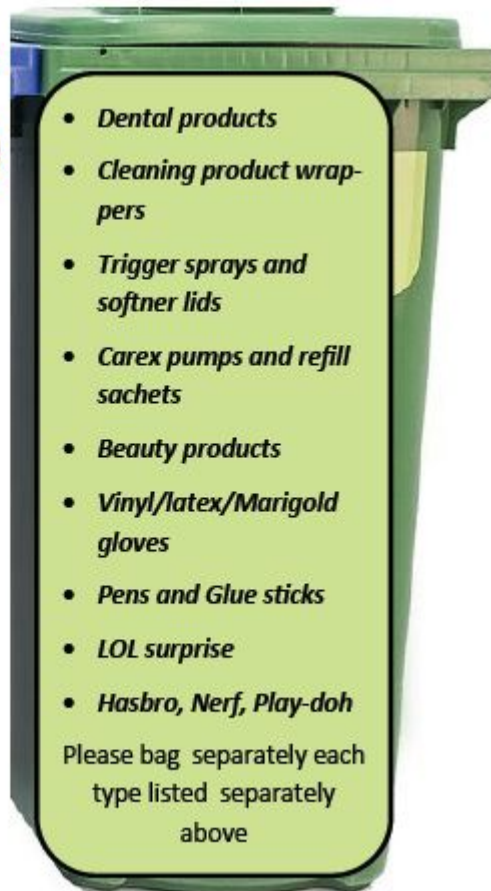 • Dental products
• Cleaning product wrap-
pers
• Trigger sprays and
softner lids
• Carex pumps and refill
sachets
• Beauty products
• Vinyl/latex/Marigold
gloves
• Pens and Glue sticks
• LOL surprise
• Hasbro, Nerf, Play-doh
Please bag separately each
type listed separately
above